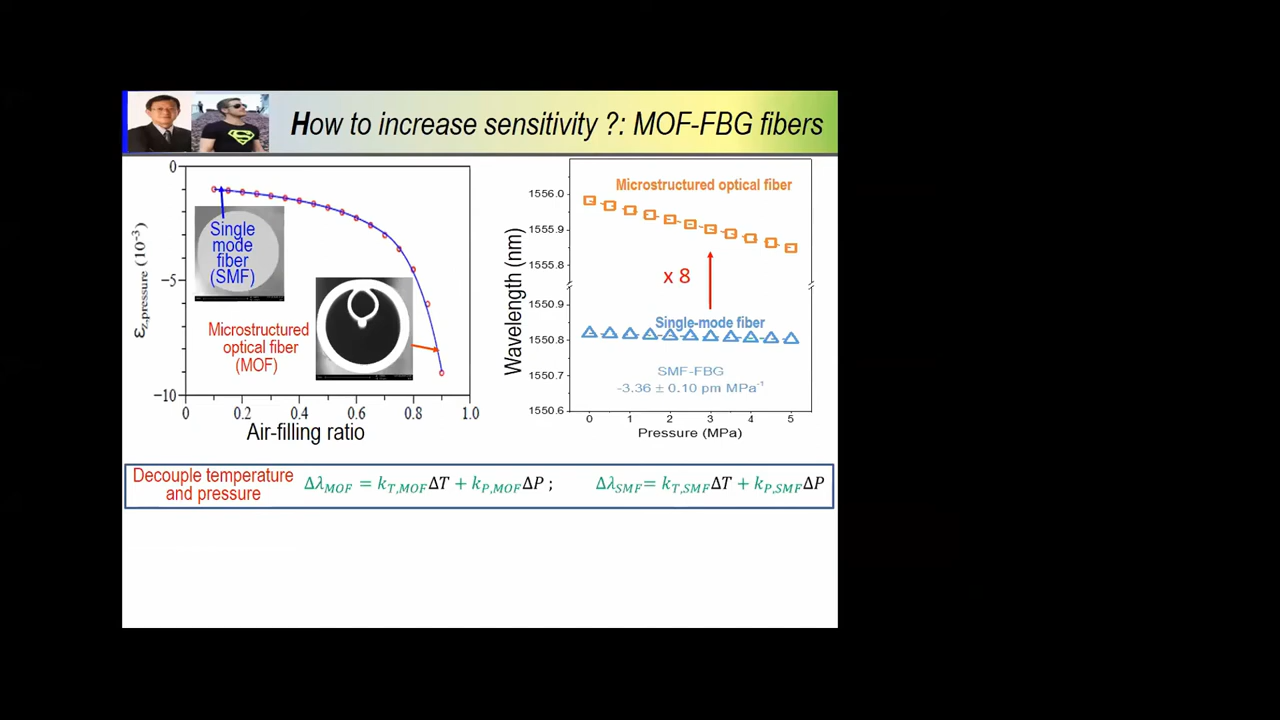 How to increase sensitivity ?: MOF-FBG fibers
0
−5
−10
ε z,pressure (10⁻³)
0
0.2
0.4
0.6
0.8
1.0
Air-filling ratio
Single
mode
fiber
(SMF)
Microstructured
optical fiber
(MOF)
Wavelength (nm)
1556.0
1555.9
1555.8
1550.9
1550.8
1550.7
1550.6
Microstructured optical fiber
x 8
Single-mode fiber
SMF-FBG
-3.36 ± 0.10 pm MPa⁻¹
0
1
2
3
4
5
Pressure (MPa)
Decouple temperature
and pressure
Δλ_MOF = k_T,MOF ΔT + k_P,MOF ΔP ;
Δλ_SMF = k_T,SMF ΔT + k_P,SMF ΔP